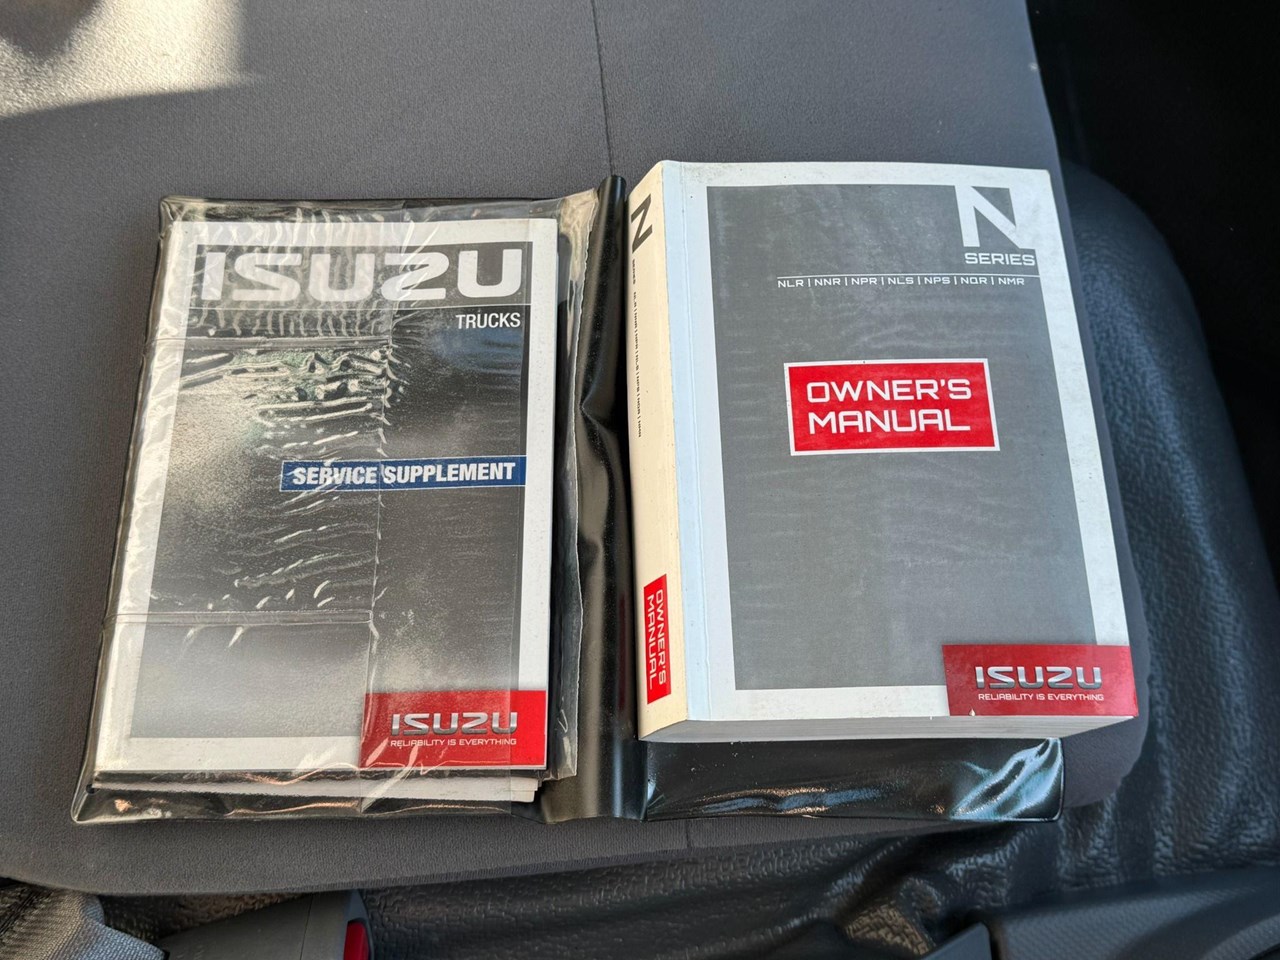 ISUZU
TRUCKS
SERVICE SUPPLEMENT
ISUZU
RELIABILITY IS EVERYTHING
N
OWNER'S
MANUAL
N
SERIES
NLR | NNR | NPR | NLS | NPS | NQR | NMR
OWNER'S
MANUAL
ISUZU
RELIABILITY IS EVERYTHING